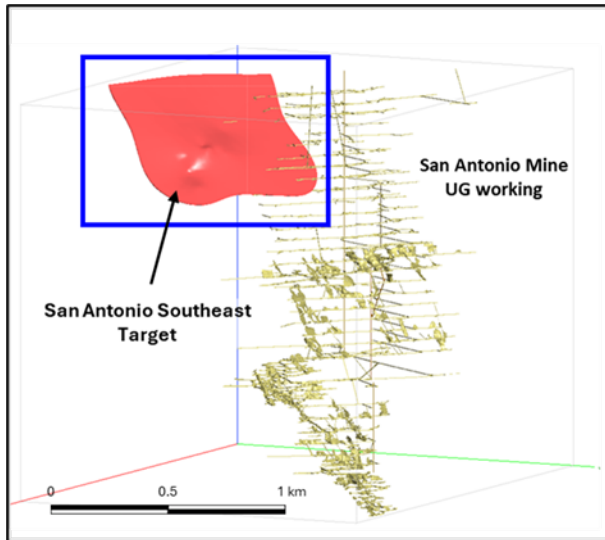 San Antonio Mine
UG working
San Antonio Southeast
Target
0 0.5 1 km